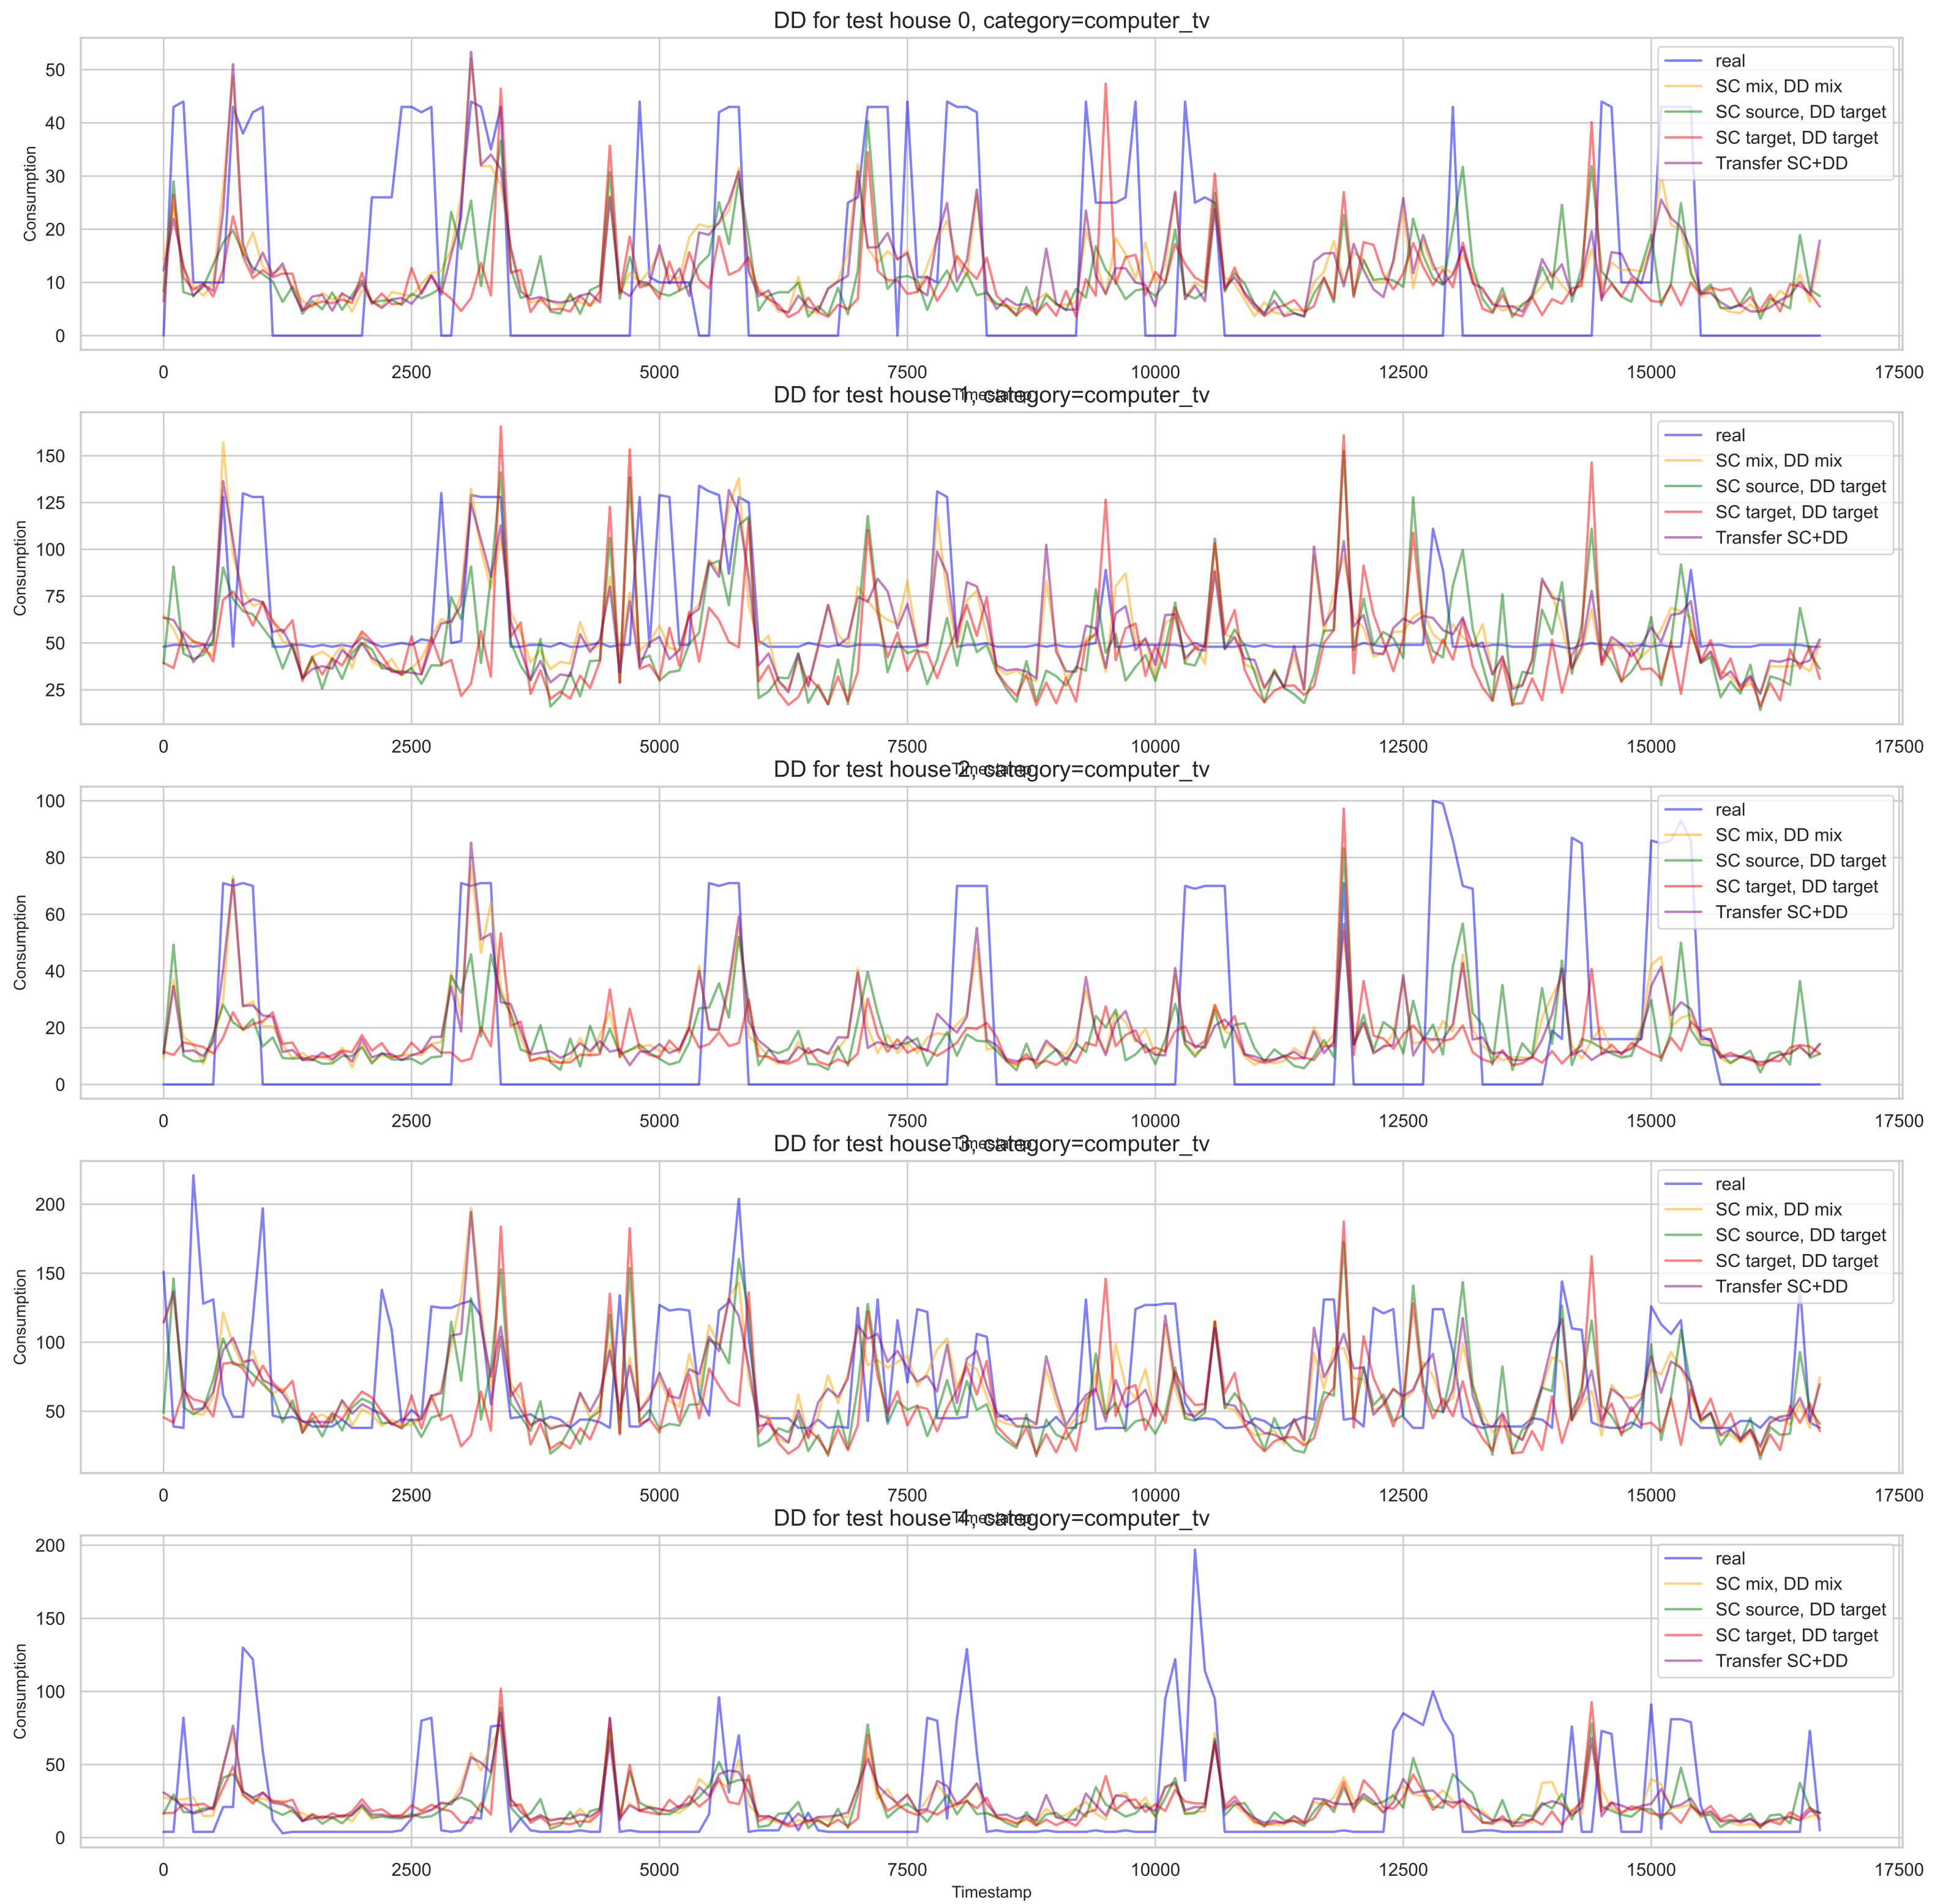 DD for test house 0, category=computer_tv
Consumption
50
40
30
20
10
0
real
SC mix, DD mix
SC source, DD target
SC target, DD target
Transfer SC+DD
0 2500 5000 7500 10000 12500 15000 17500
Timestamp
DD for test house 1, category=computer_tv
Consumption
150
125
100
75
50
25
real
SC mix, DD mix
SC source, DD target
SC target, DD target
Transfer SC+DD
0 2500 5000 7500 10000 12500 15000 17500
Timestamp
DD for test house 2, category=computer_tv
Consumption
100
80
60
40
20
0
real
SC mix, DD mix
SC source, DD target
SC target, DD target
Transfer SC+DD
0 2500 5000 7500 10000 12500 15000 17500
Timestamp
DD for test house 3, category=computer_tv
Consumption
200
150
100
50
real
SC mix, DD mix
SC source, DD target
SC target, DD target
Transfer SC+DD
0 2500 5000 7500 10000 12500 15000 17500
Timestamp
DD for test house 4, category=computer_tv
Consumption
200
150
100
50
0
real
SC mix, DD mix
SC source, DD target
SC target, DD target
Transfer SC+DD
0 2500 5000 7500 10000 12500 15000 17500
Timestamp